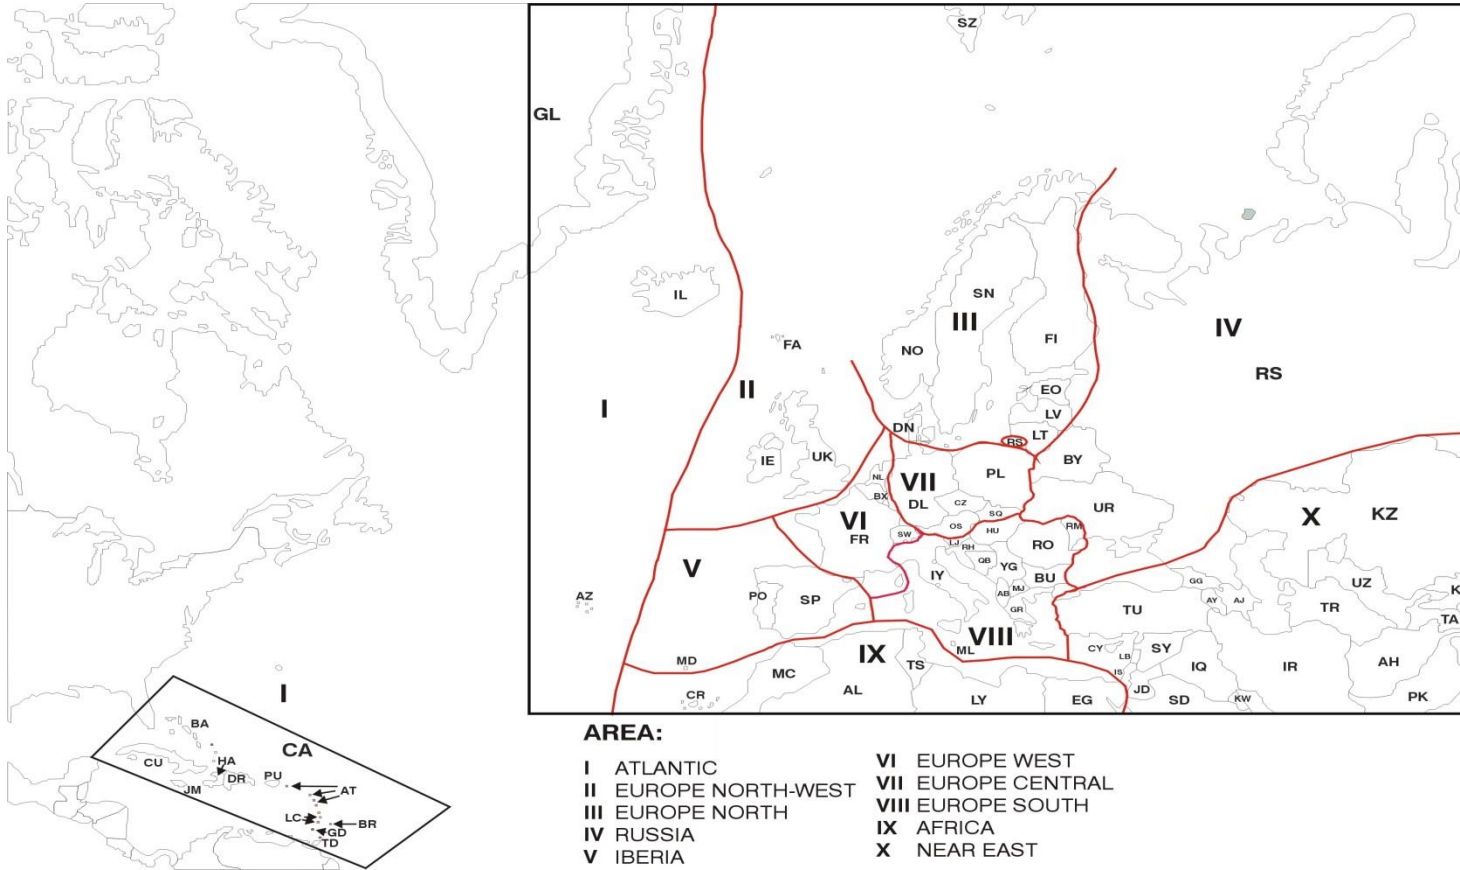 SZ
GL
IL
SN
III
IV
NO
FI
FA
RS
II
EO
I
LV
DN
LT
RS
IE
UK
BY
NL
VII
PL
BX
DL
CZ
UR
X
KZ
VI
SQ
OS
FR
SW
HU
RM
LJ
RH
RO
V
QB
IY
YG
BU
GG
UZ
K
AZ
PO
SP
AB
MJ
GR
TU
AY
AJ
TR
TA
VIII
MD
IX
ML
CY
LB
SY
MC
TS
IS
IQ
IR
AH
CR
AL
LY
EG
JD
SD
KW
PK
I
BA
CA
CU
HA
DR
PU
JM
AT
LC
BR
GD
TD
AREA:
I ATLANTIC
II EUROPE NORTH-WEST
III EUROPE NORTH
IV RUSSIA
V IBERIA
VI EUROPE WEST
VII EUROPE CENTRAL
VIII EUROPE SOUTH
IX AFRICA
X NEAR EAST